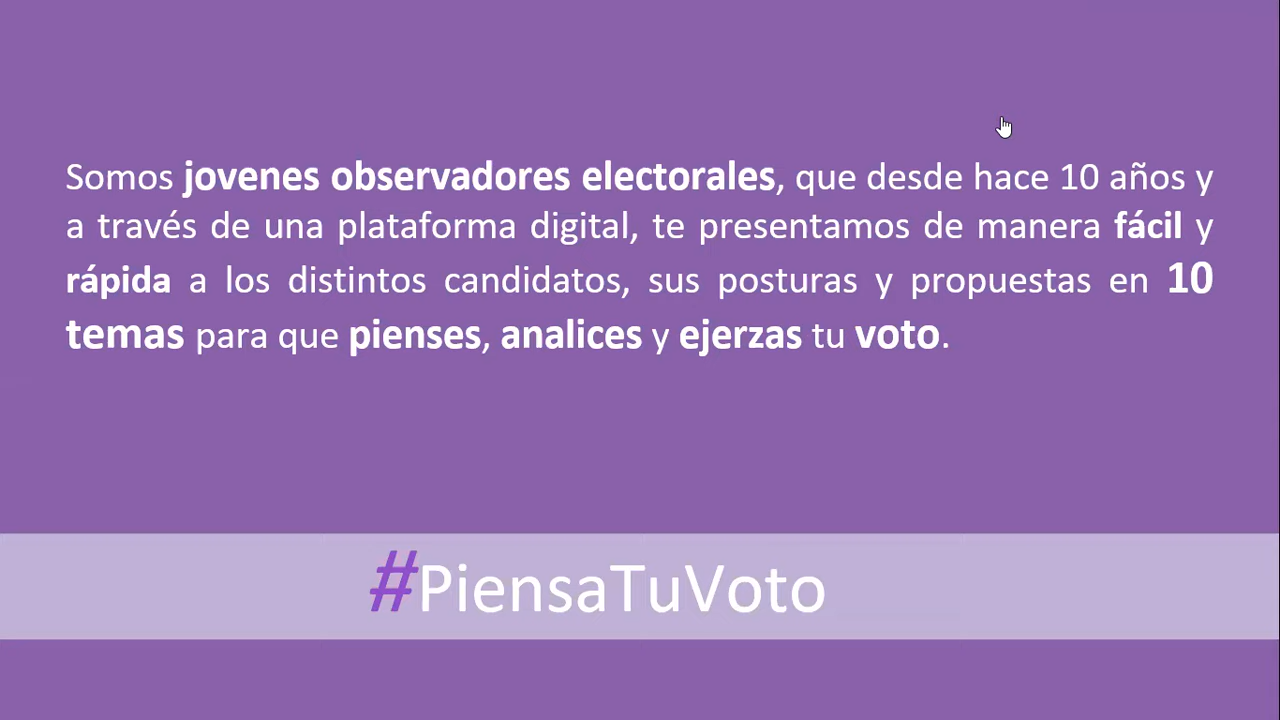 Somos jovenes observadores electorales, que desde hace 10 años y
a través de una plataforma digital, te presentamos de manera fácil y
rápida a los distintos candidatos, sus posturas y propuestas en 10
temas para que pienses, analices y ejerzas tu voto.
#PiensaTuVoto